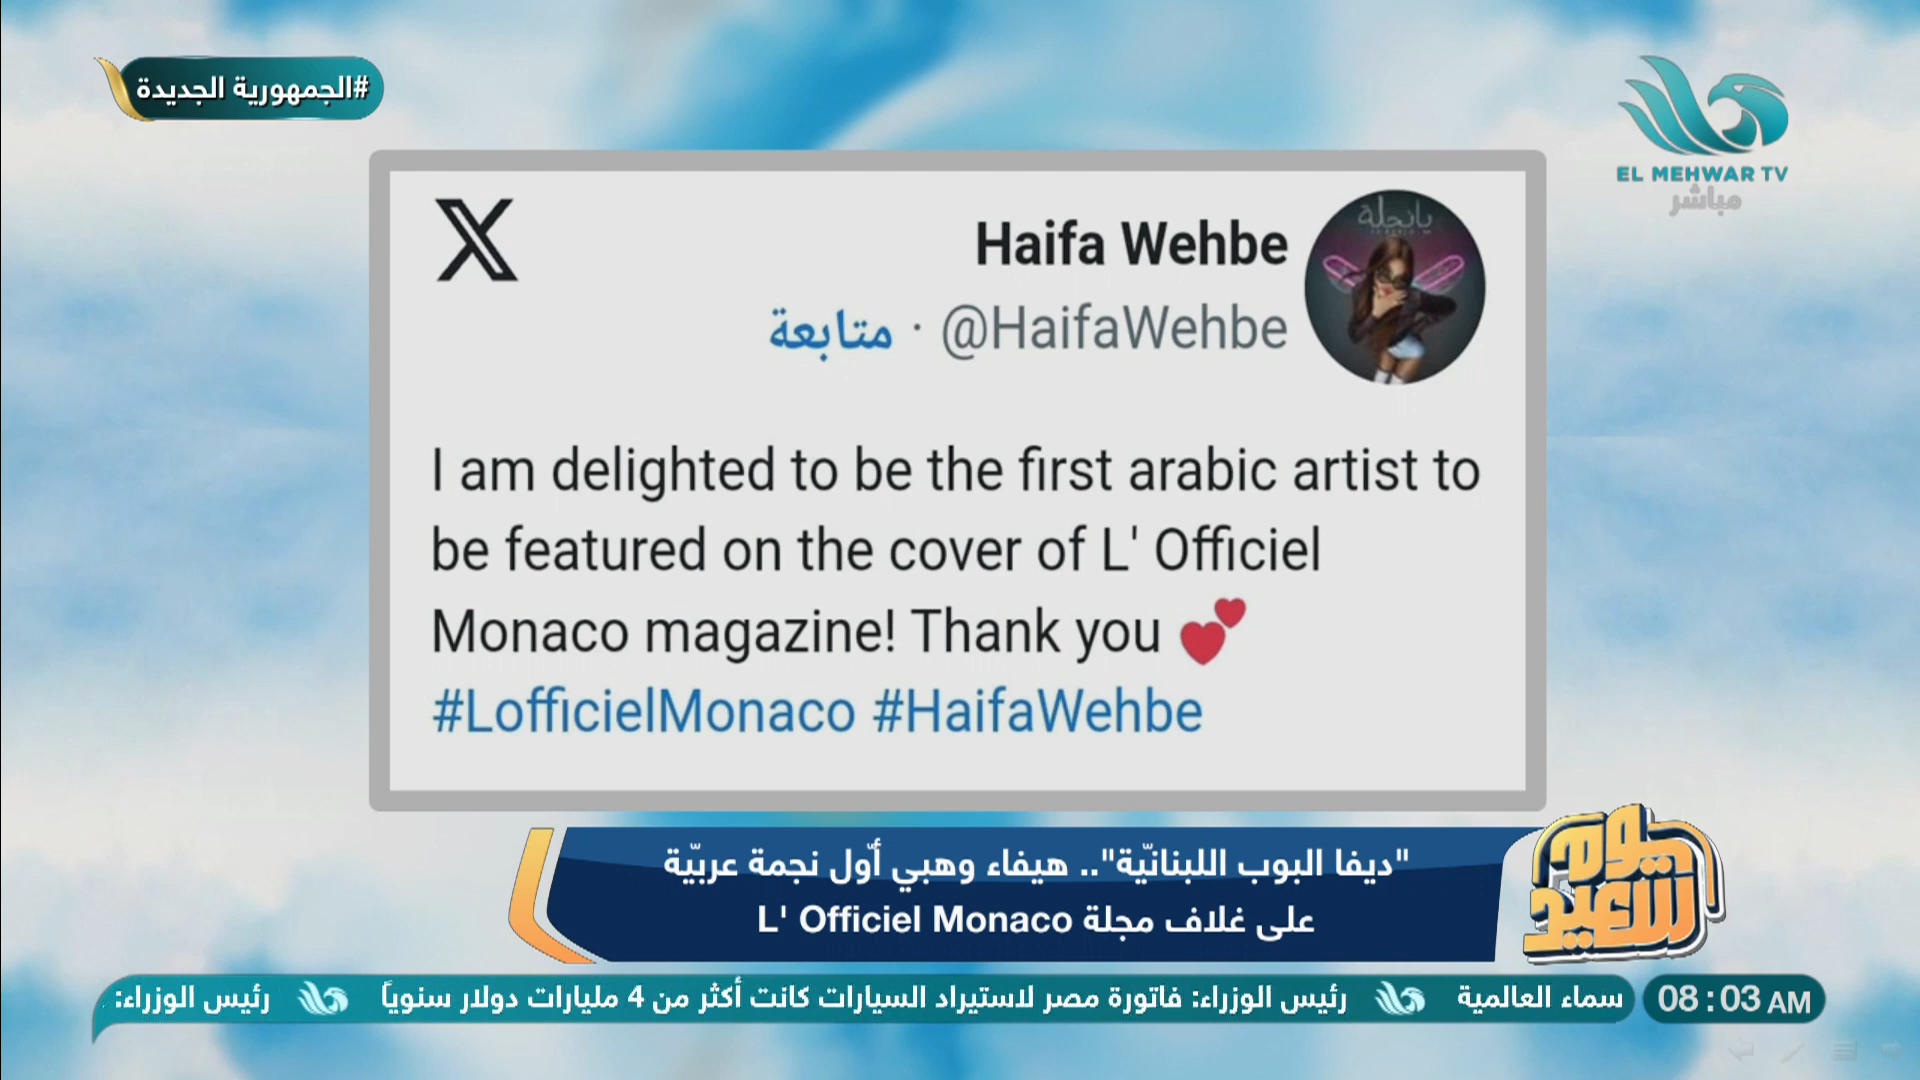 #الجمهورية الجديدة
EL MEHWAR TV
مباشر
Haifa Wehbe
@HaifaWehbe · متابعة
I am delighted to be the first arabic artist to
be featured on the cover of L' Officiel
Monaco magazine! Thank you 💕
#LofficielMonaco #HaifaWehbe
"ديفا البوب اللبنانيّة".. هيفاء وهبي أوّل نجمة عربيّة
على غلاف مجلة L' Officiel Monaco
يوم سعيد
سماء العالمية
رئيس الوزراء: فاتورة مصر لاستيراد السيارات كانت أكثر من 4 مليارات دولار سنوياً
رئيس الوزراء:
08:03 AM